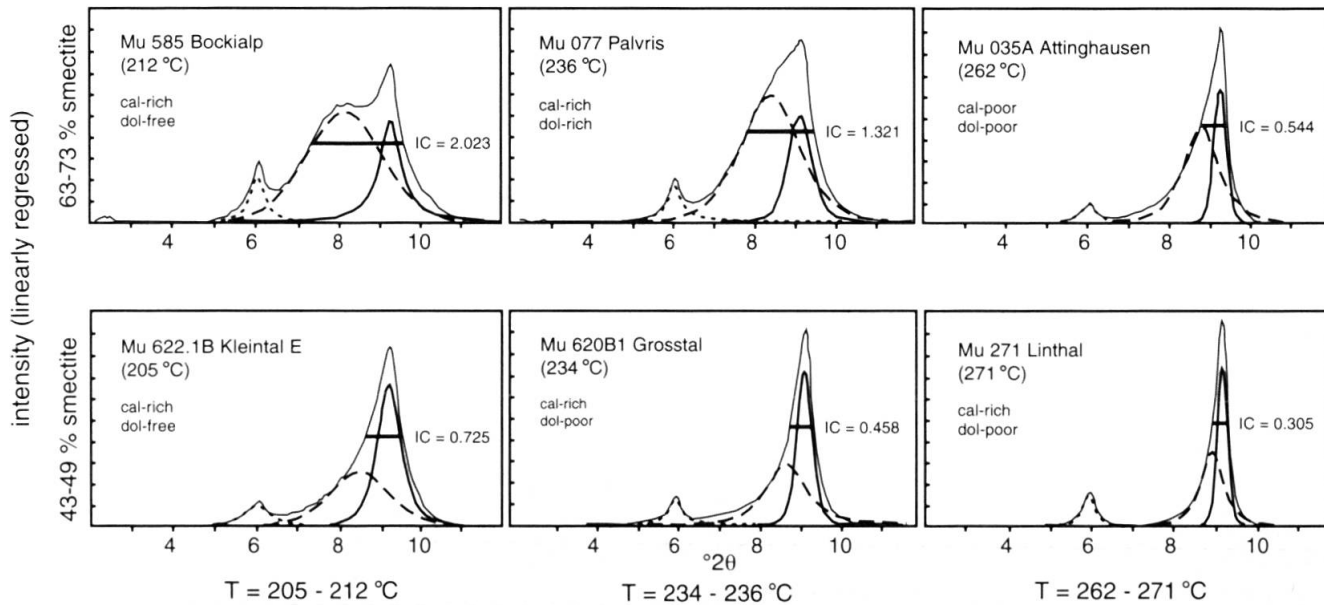 intensity (linearly regressed)
63-73 % smectite
Mu 585 Bockialp
(212 °C)
cal-rich
dol-free
IC = 2.023
4 6 8 10
Mu 077 Palvris
(236 °C)
cal-rich
dol-rich
IC = 1.321
4 6 8 10
Mu 035A Attinghausen
(262 °C)
cal-poor
dol-poor
IC = 0.544
4 6 8 10
43-49 % smectite
Mu 622.1B Kleintal E
(205 °C)
cal-rich
dol-free
IC = 0.725
4 6 8 10
Mu 620B1 Grosstal
(234 °C)
cal-rich
dol-poor
IC = 0.458
4 6 8 10
Mu 271 Linthal
(271 °C)
cal-rich
dol-poor
IC = 0.305
4 6 8 10
°2θ
T = 205 - 212 °C
T = 234 - 236 °C
T = 262 - 271 °C